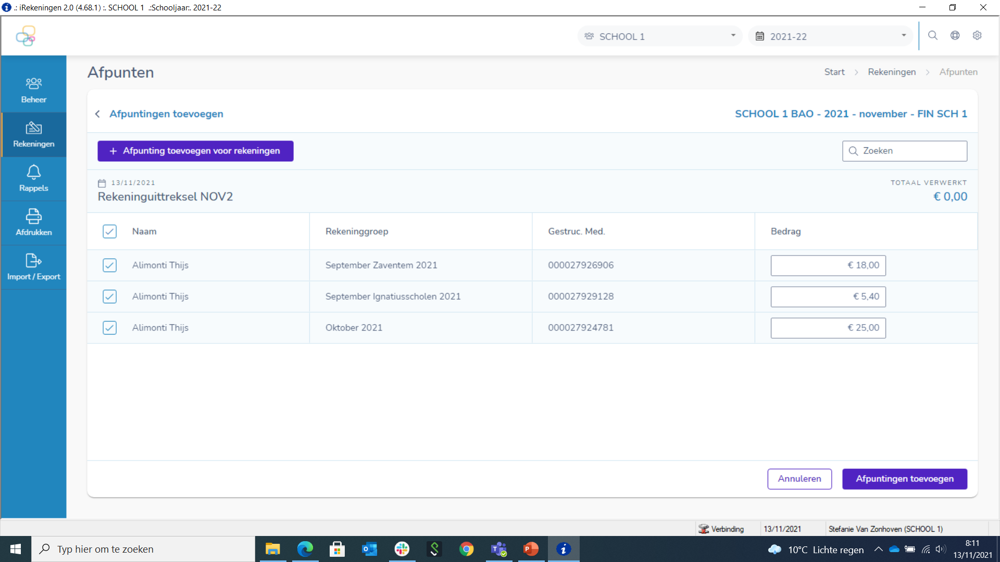 .: iRekeningen 2.0 (4.68.1) :. SCHOOL 1 .:Schooljaar:. 2021-22
SCHOOL 1
2021-22
Afpunten
Start > Rekeningen > Afpunten
Beheer
Rekeningen
Rappels
Afdrukken
Import / Export
Afpuntingen toevoegen
SCHOOL 1 BAO - 2021 - november - FIN SCH 1
+ Afpunting toevoegen voor rekeningen
Zoeken
13/11/2021
Rekeninguittreksel NOV2
TOTAAL VERWERKT
€ 0,00
Naam Rekeninggroep Gestruc. Med. Bedrag
Alimonti Thijs September Zaventem 2021 000027926906 € 18,00
Alimonti Thijs September Ignatiusscholen 2021 000027929128 € 5,40
Alimonti Thijs Oktober 2021 000027924781 € 25,00
Annuleren
Afpuntingen toevoegen
Verbinding 13/11/2021 Stefanie Van Zonhoven (SCHOOL 1)
Typ hier om te zoeken
10°C Lichte regen
8:11
13/11/2021